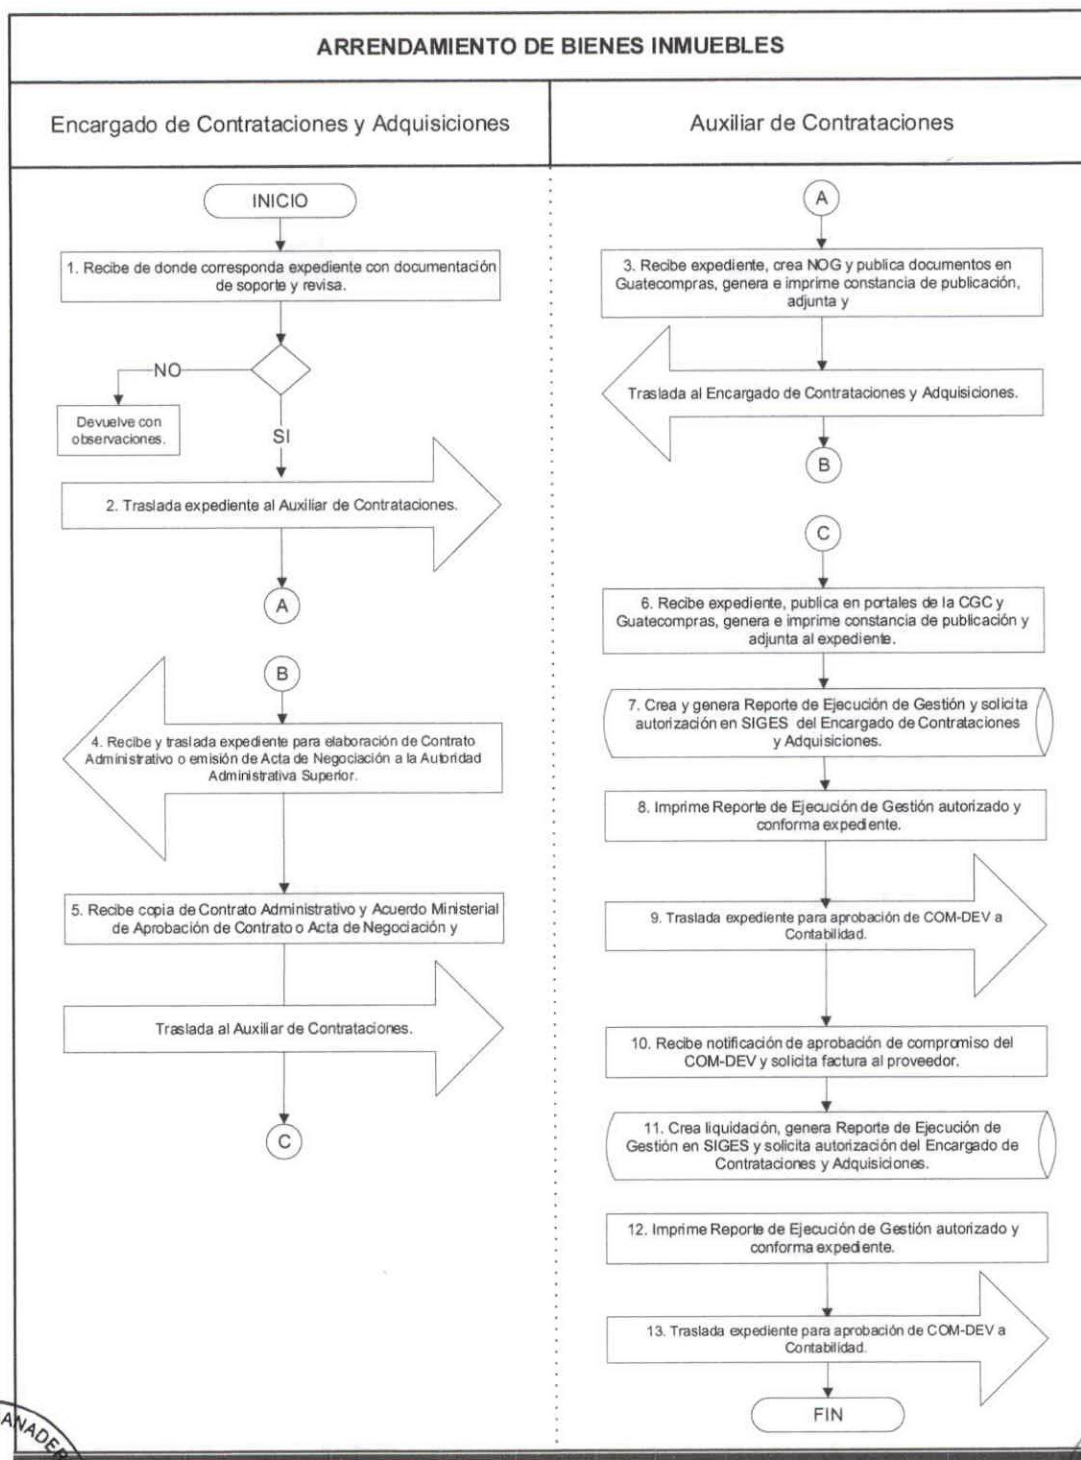 ARRENDAMIENTO DE BIENES INMUEBLES
Encargado de Contrataciones y Adquisiciones
Auxiliar de Contrataciones
INICIO
1. Recibe de donde corresponda expediente con documentación
de soporte y revisa.
NO
Devuelve con
observaciones.
SI
2. Traslada expediente al Auxiliar de Contrataciones.
A
B
4. Recibe y traslada expediente para elaboración de Contrato
Administrativo o emisión de Acta de Negociación a la Autoridad
Administrativa Superior.
5. Recibe copia de Contrato Administrativo y Acuerdo Ministerial
de Aprobación de Contrato o Acta de Negociación y
Traslada al Auxiliar de Contrataciones.
C
A
3. Recibe expediente, crea NOG y publica documentos en
Guatecompras, genera e imprime constancia de publicación,
adjunta y
Traslada al Encargado de Contrataciones y Adquisiciones.
B
C
6. Recibe expediente, publica en portales de la CGC y
Guatecompras, genera e imprime constancia de publicación y
adjunta al expediente.
7. Crea y genera Reporte de Ejecución de Gestión y solicita
autorización en SIGES del Encargado de Contrataciones
y Adquisiciones.
8. Imprime Reporte de Ejecución de Gestión autorizado y
conforma expediente.
9. Traslada expediente para aprobación de COM-DEV a
Contabilidad.
10. Recibe notificación de aprobación de compromiso del
COM-DEV y solicita factura al proveedor.
11. Crea liquidación, genera Reporte de Ejecución de
Gestión en SIGES y solicita autorización del Encargado de
Contrataciones y Adquisiciones.
12. Imprime Reporte de Ejecución de Gestión autorizado y
conforma expediente.
13. Traslada expediente para aprobación de COM-DEV a
Contabilidad.
FIN